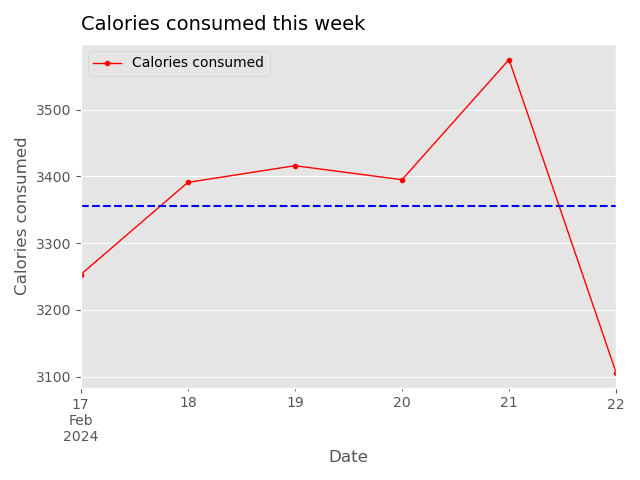 Calories consumed this week
Calories consumed
3500
3400
3300
3200
3100
Calories consumed
17
Feb
2024
18
19
20
21
22
Date